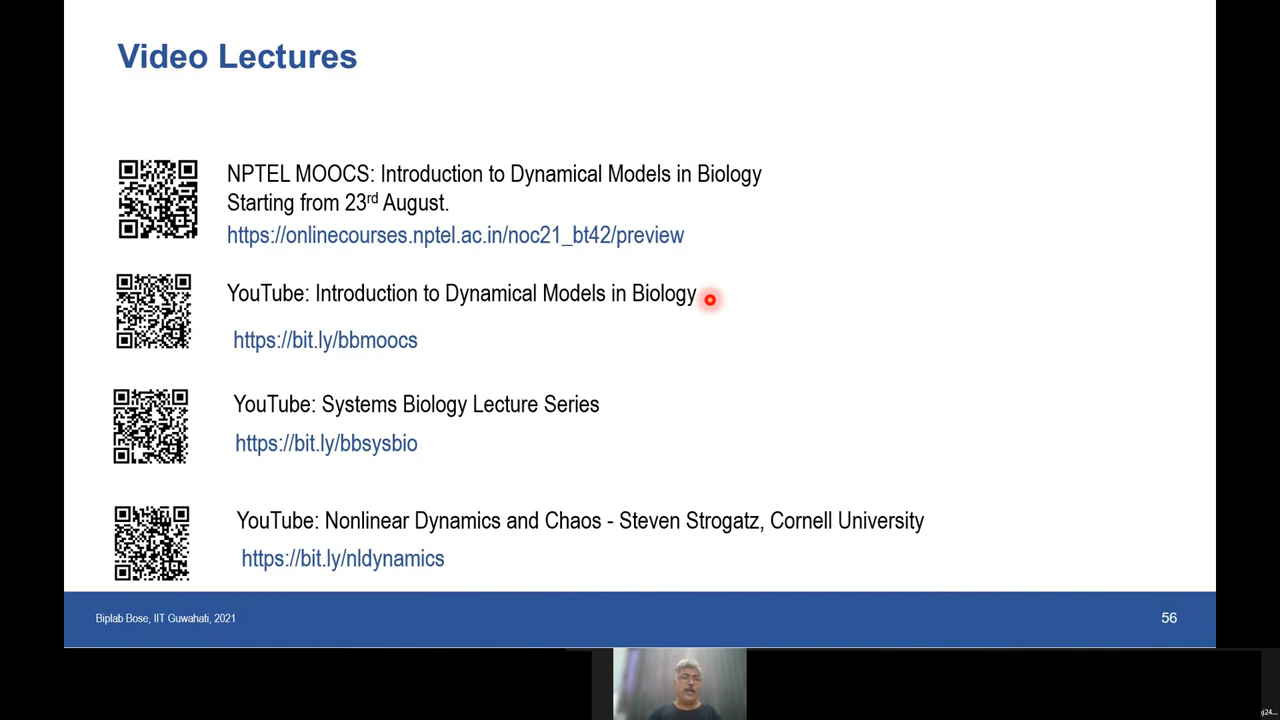 Video Lectures
NPTEL MOOCS: Introduction to Dynamical Models in Biology
Starting from 23rd August.
https://onlinecourses.nptel.ac.in/noc21_bt42/preview
YouTube: Introduction to Dynamical Models in Biology
https://bit.ly/bbmoocs
YouTube: Systems Biology Lecture Series
https://bit.ly/bbsysbio
YouTube: Nonlinear Dynamics and Chaos - Steven Strogatz, Cornell University
https://bit.ly/nldynamics
Biplab Bose, IIT Guwahati, 2021
56